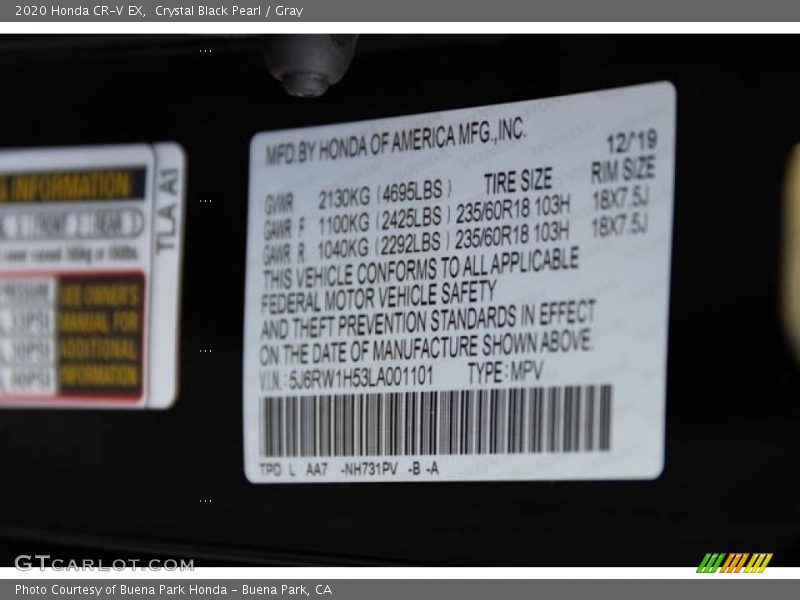 2020 Honda CR-V EX, Crystal Black Pearl / Gray
MFD.BY HONDA OF AMERICA MFG.,INC. 12/19
GVWR 2130KG (4695LBS) TIRE SIZE RIM SIZE
GAWR F 1100KG (2425LBS) 235/60R18 103H 18X7.5J
GAWR R 1040KG (2292LBS) 235/60R18 103H 18X7.5J
THIS VEHICLE CONFORMS TO ALL APPLICABLE
FEDERAL MOTOR VEHICLE SAFETY
AND THEFT PREVENTION STANDARDS IN EFFECT
ON THE DATE OF MANUFACTURE SHOWN ABOVE.
V.I.N.:5J6RW1H53LA001101 TYPE:MPV
TPO L AA7 -NH731PV -B -A
INFORMATION
TLA A1
SEE OWNER'S
MANUAL FOR
ADDITIONAL
INFORMATION
GTCARLOT.COM
Photo Courtesy of Buena Park Honda - Buena Park, CA